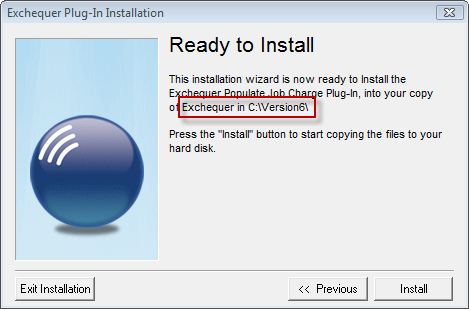 Exchequer Plug-In Installation
Ready to Install
This installation wizard is now ready to Install the
Exchequer Populate Job Charge Plug-In, into your copy
of Exchequer in C:\Version6\
Press the "Install" button to start copying the files to your
hard disk.
Exit Installation
<< Previous
Install